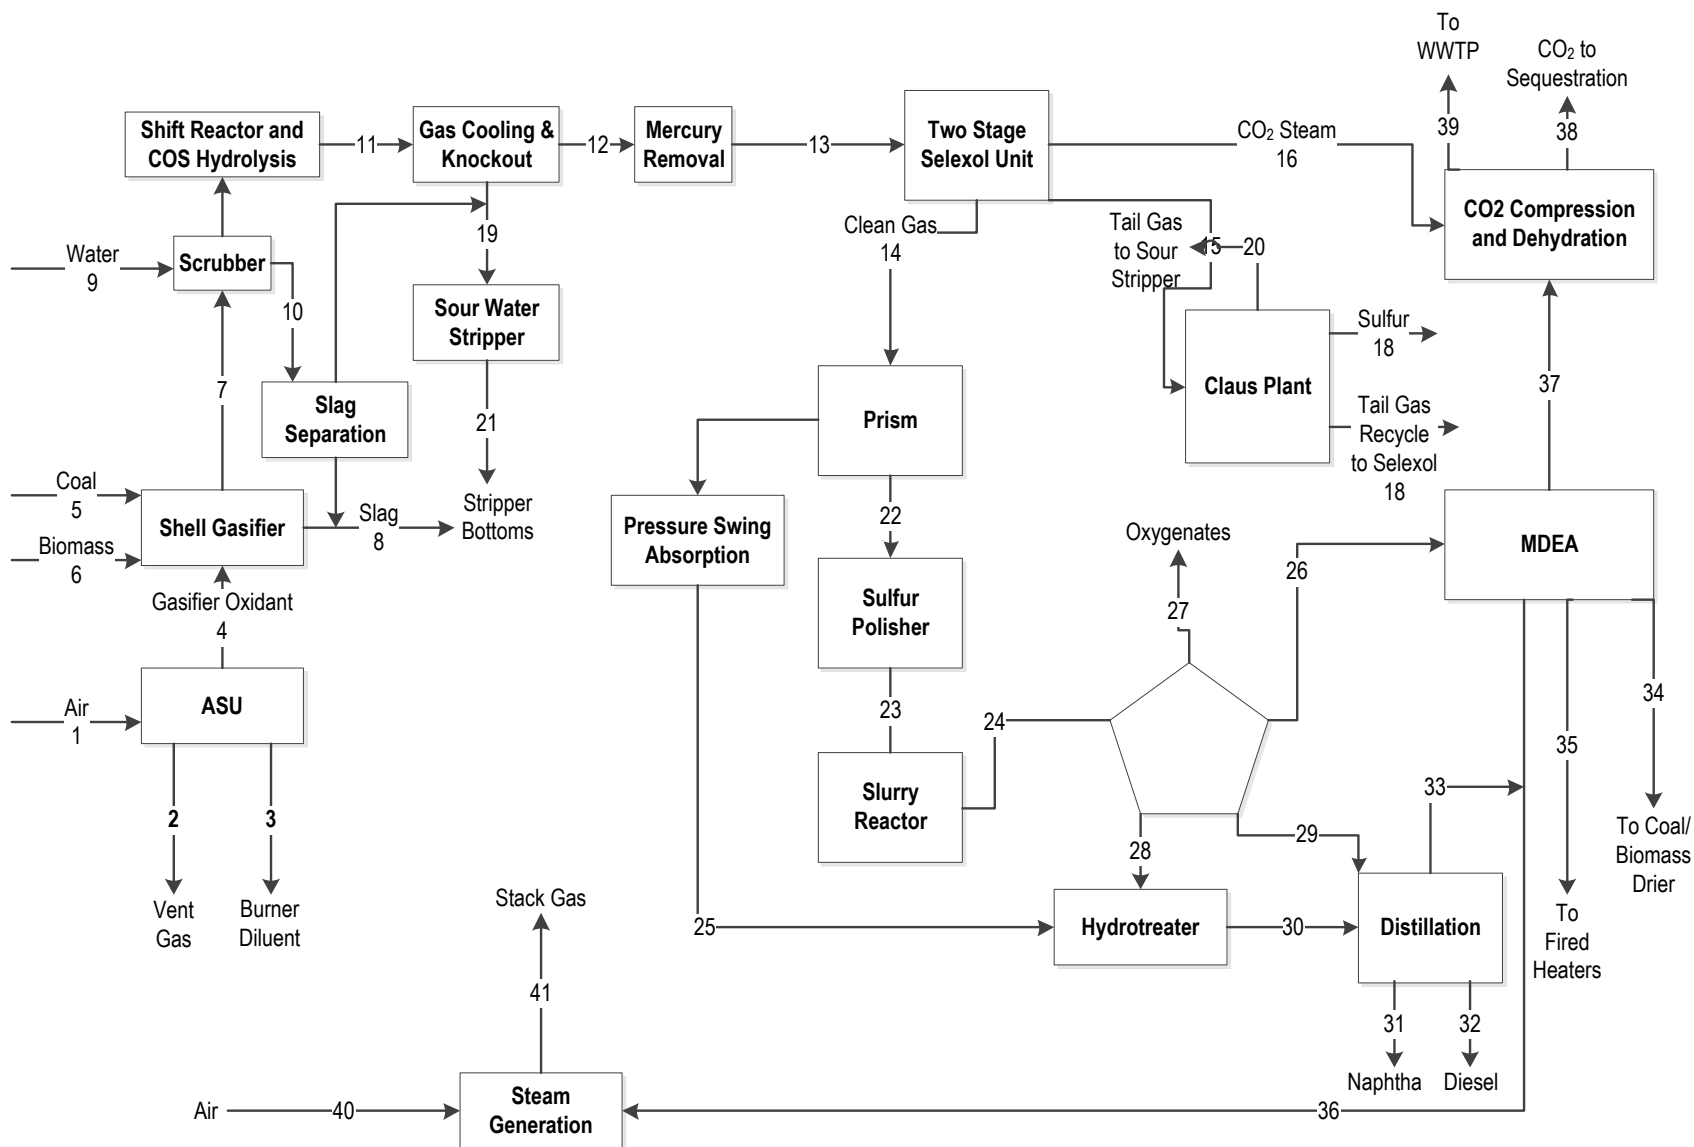 To
WWTP
CO2 to
Sequestration
39
38
Shift Reactor and
COS Hydrolysis
11
Gas Cooling &
Knockout
12
Mercury
Removal
13
Two Stage
Selexol Unit
CO2 Steam
16
CO2 Compression
and Dehydration
Clean Gas
14
Tail Gas
to Sour
Stripper
15
20
Water
9
Scrubber
10
19
Sour Water
Stripper
Sulfur
18
Claus Plant
Tail Gas
Recycle
to Selexol
18
37
7
Slag
Separation
21
Stripper
Bottoms
Prism
22
Pressure Swing
Absorption
Coal
5
Biomass
6
Shell Gasifier
Slag
8
Gasifier Oxidant
4
Oxygenates
27
26
MDEA
Sulfur
Polisher
23
24
Air
1
ASU
2
3
Vent
Gas
Burner
Diluent
Slurry
Reactor
28
29
33
35
34
To Coal/
Biomass
Drier
To
Fired
Heaters
Stack Gas
41
25
Hydrotreater
30
Distillation
31
32
Naphtha
Diesel
Air
40
Steam
Generation
36